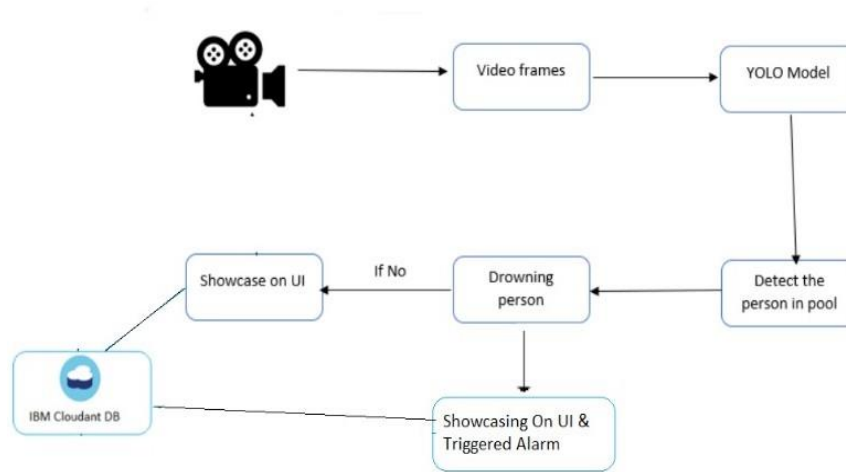 Video frames
YOLO Model
Showcase on UI
If No
Drowning
person
Detect the
person in pool
IBM Cloudant DB
Showcasing On UI &
Triggered Alarm